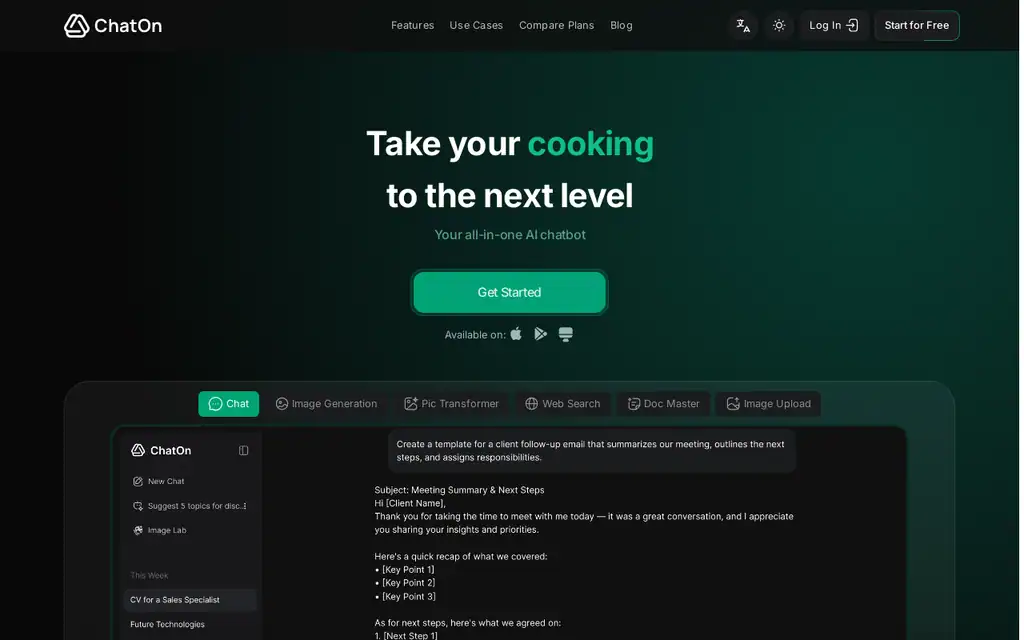 ChatOn
Features Use Cases Compare Plans Blog
Log In
Start for Free
Take your cooking
to the next level
Your all-in-one AI chatbot
Get Started
Available on:
Chat
Image Generation
Pic Transformer
Web Search
Doc Master
Image Upload
ChatOn
New Chat
Suggest 5 topics for disc..
Image Lab
This Week
CV for a Sales Specialist
Future Technologies
Create a template for a client follow-up email that summarizes our meeting, outlines the next
steps, and assigns responsibilities.
Subject: Meeting Summary & Next Steps
Hi [Client Name],
Thank you for taking the time to meet with me today — it was a great conversation, and I appreciate
you sharing your insights and priorities.
Here's a quick recap of what we covered:
• [Key Point 1]
• [Key Point 2]
• [Key Point 3]
As for next steps, here's what we agreed on:
1. [Next Step 1]